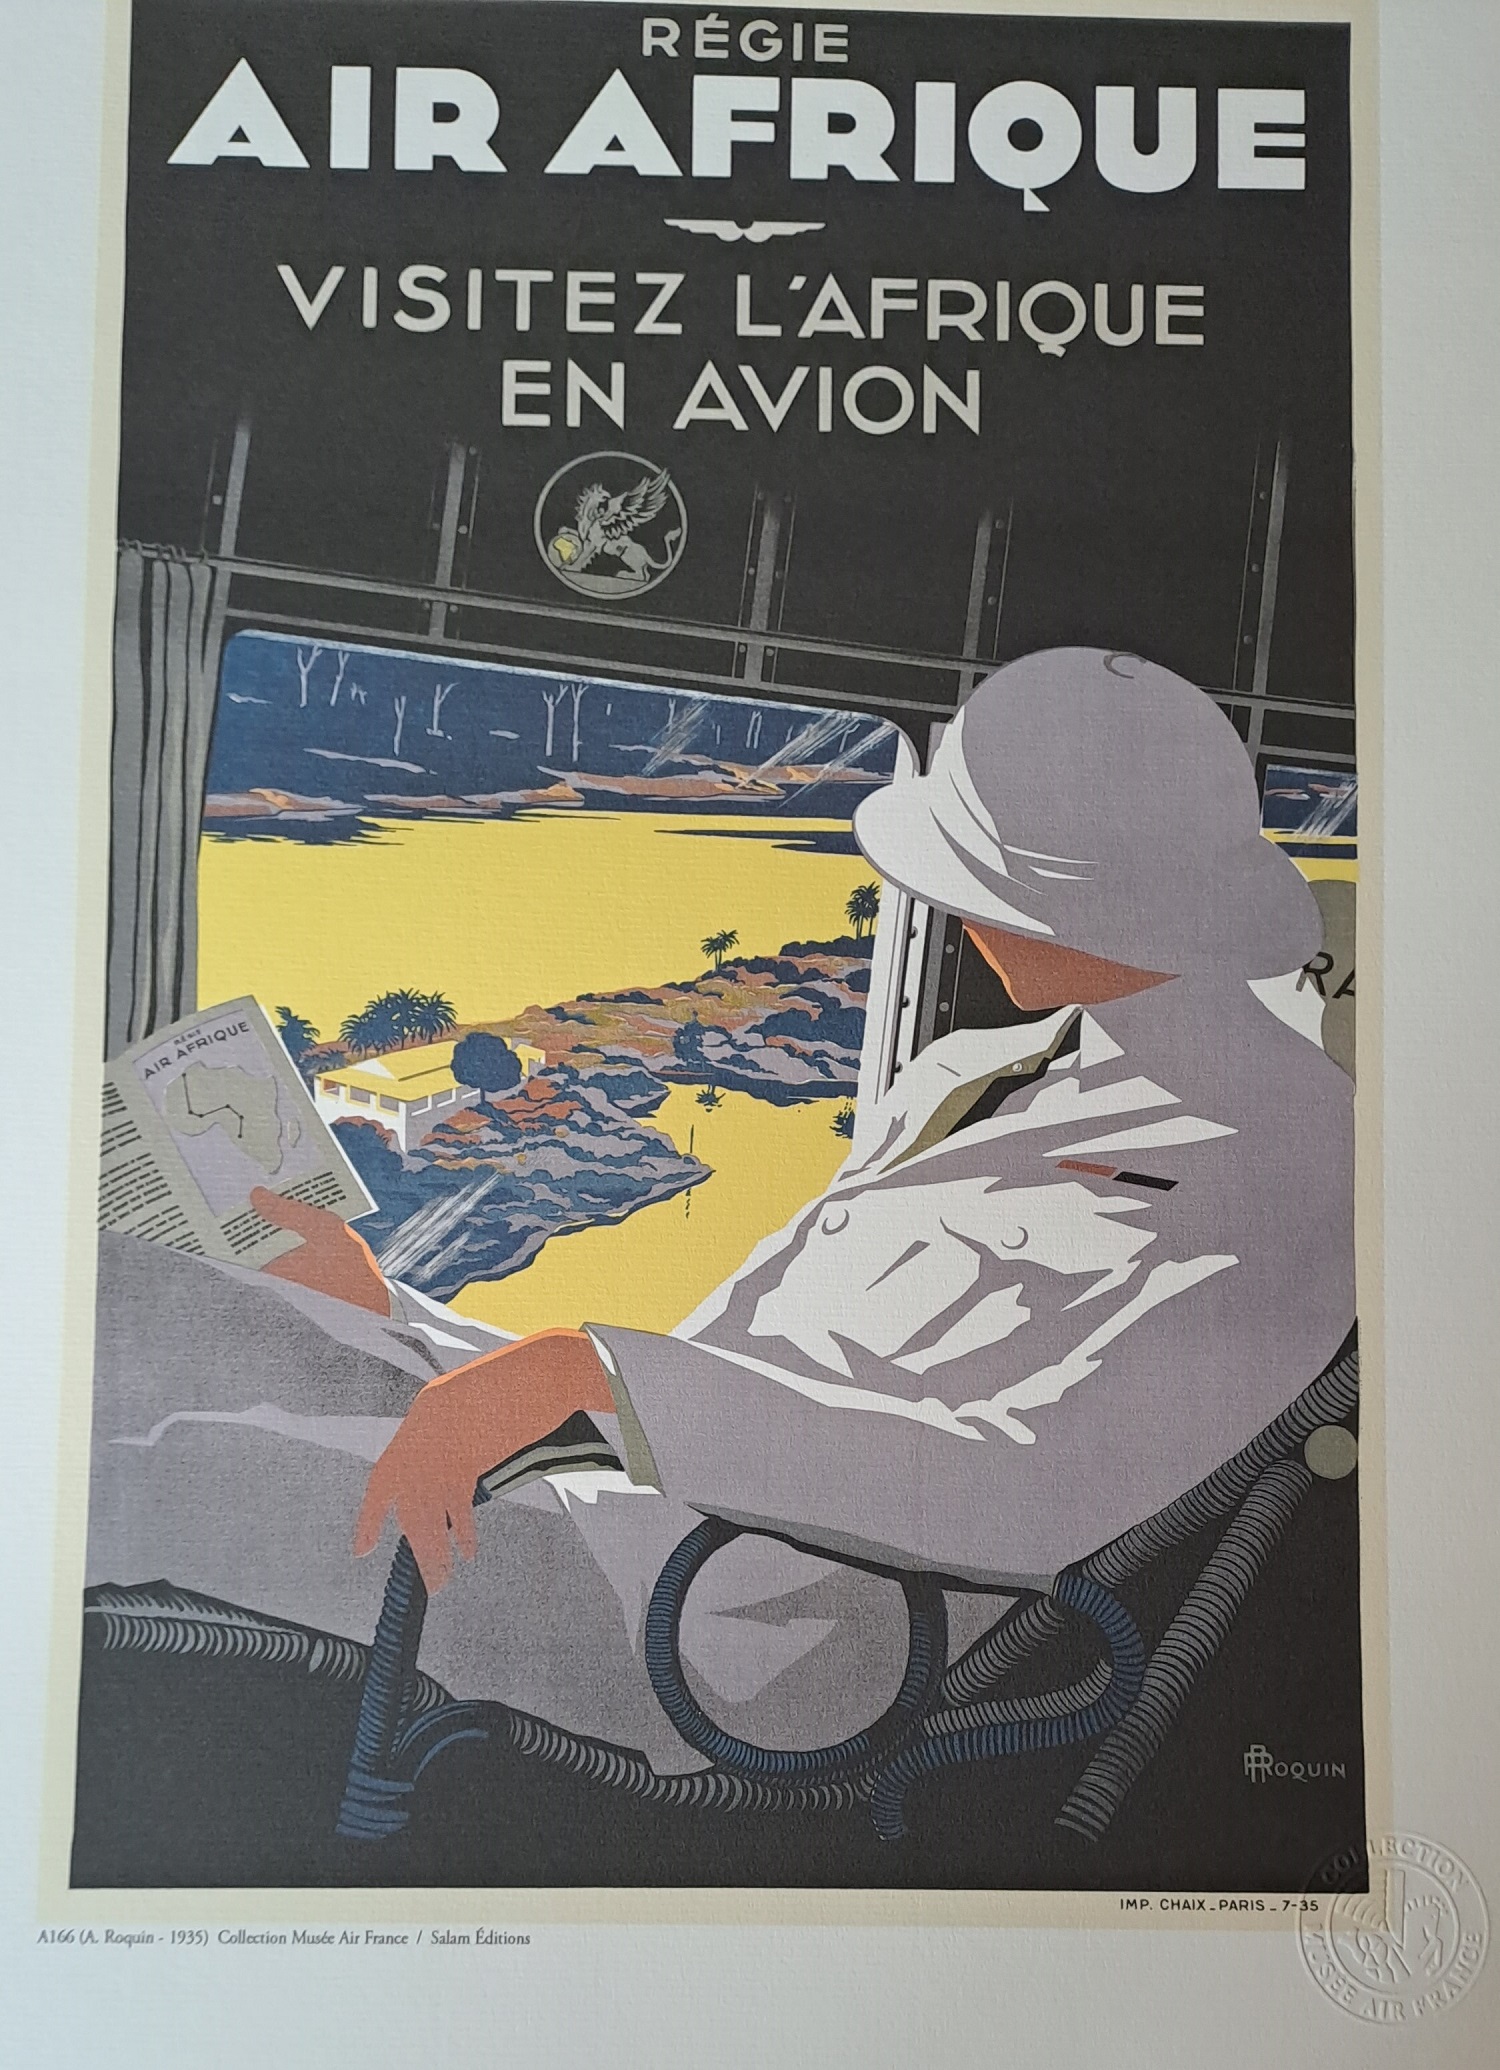 RÉGIE
AIR AFRIQUE
VISITEZ L'AFRIQUE
EN AVION
RÉGIE
AIR AFRIQUE
RA
ROQUIN
IMP. CHAIX_PARIS_7-35
A166 (A. Roquin - 1935) Collection Musée Air France / Salam Éditions
COLLECTION
MUSÉE AIR FRANCE